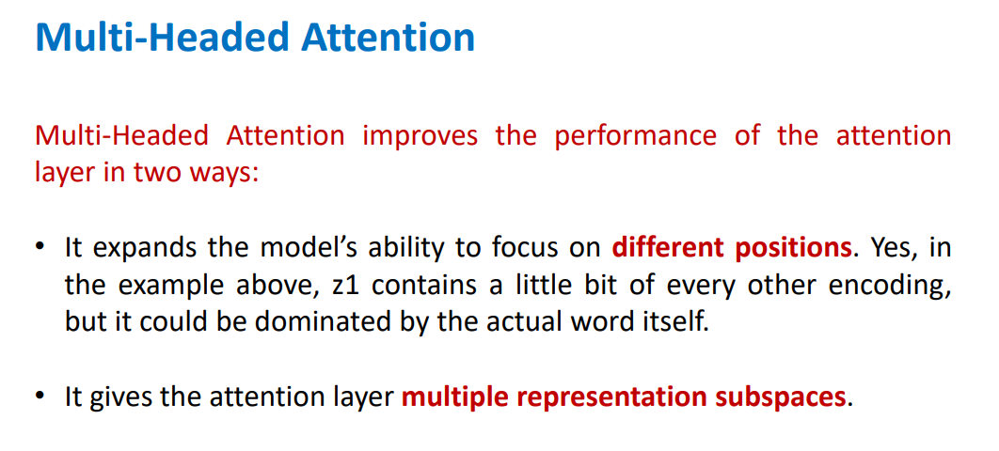 Multi-Headed Attention
Multi-Headed Attention improves the performance of the attention
layer in two ways:
• It expands the model’s ability to focus on different positions. Yes, in
the example above, z1 contains a little bit of every other encoding,
but it could be dominated by the actual word itself.
• It gives the attention layer multiple representation subspaces.